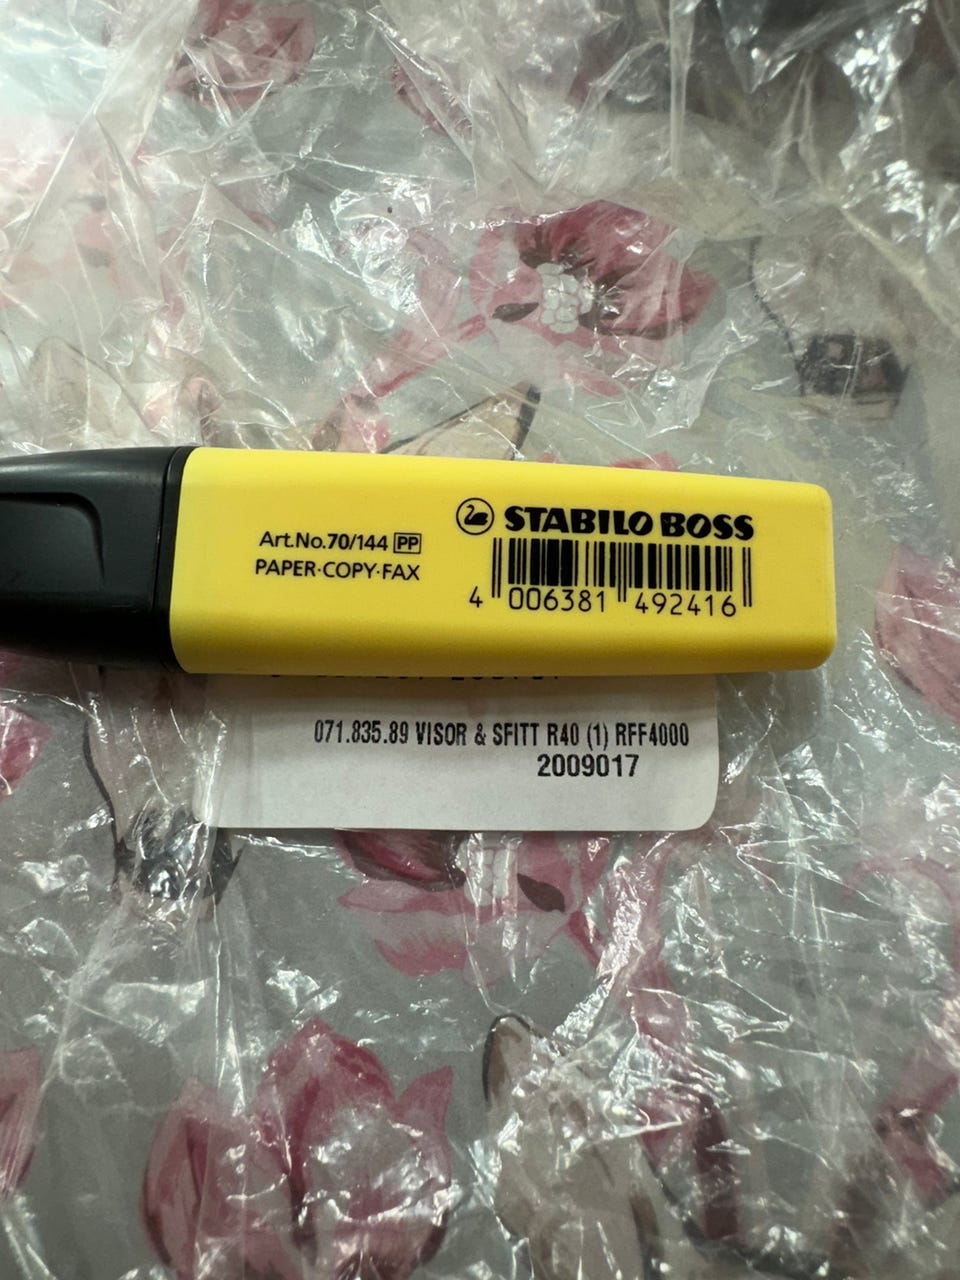 STABILO BOSS
Art.No.70/144 PP
PAPER·COPY·FAX
4 006381 492416
071.835.89 VISOR & SFITT R40 (1) RFF4000
2009017